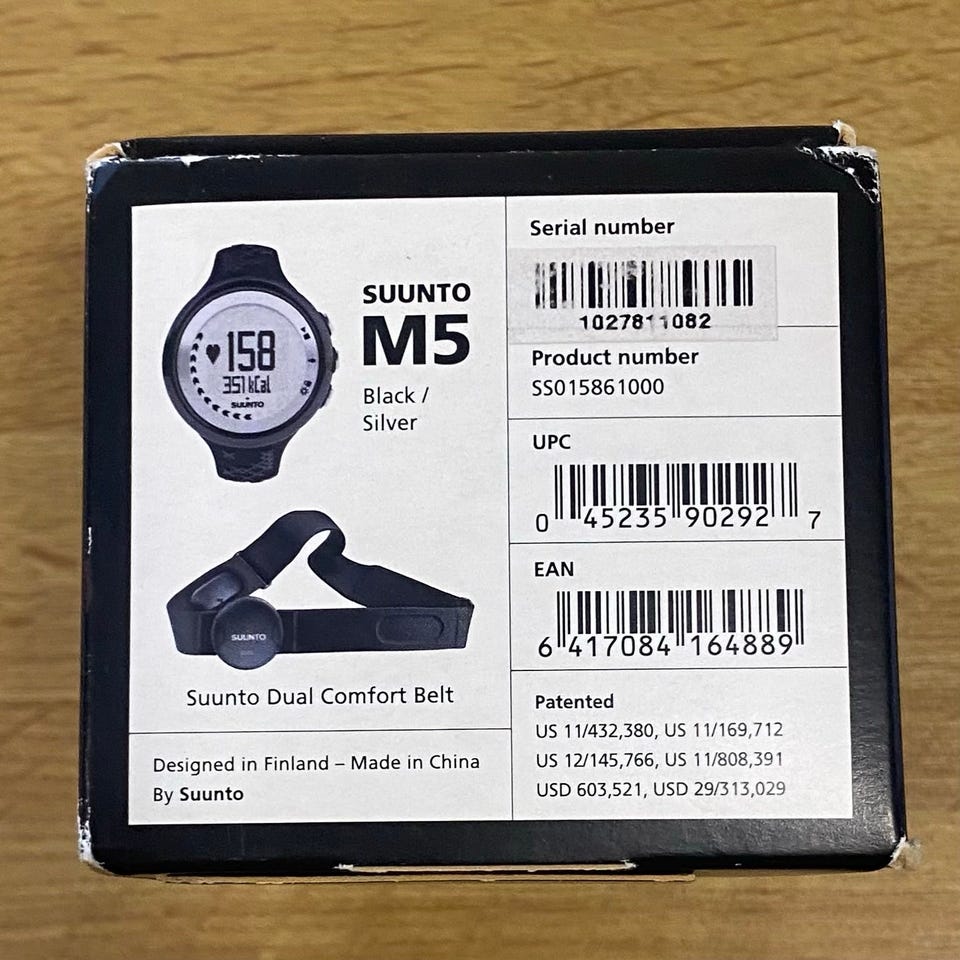 158
351 kCal
SUUNTO
SUUNTO
M5
Black /
Silver
SUUNTO
Suunto Dual Comfort Belt
Designed in Finland – Made in China
By Suunto
Serial number
1027811082
Product number
SS015861000
UPC
0 45235 90292 7
EAN
6 417084 164889
Patented
US 11/432,380, US 11/169,712
US 12/145,766, US 11/808,391
USD 603,521, USD 29/313,029